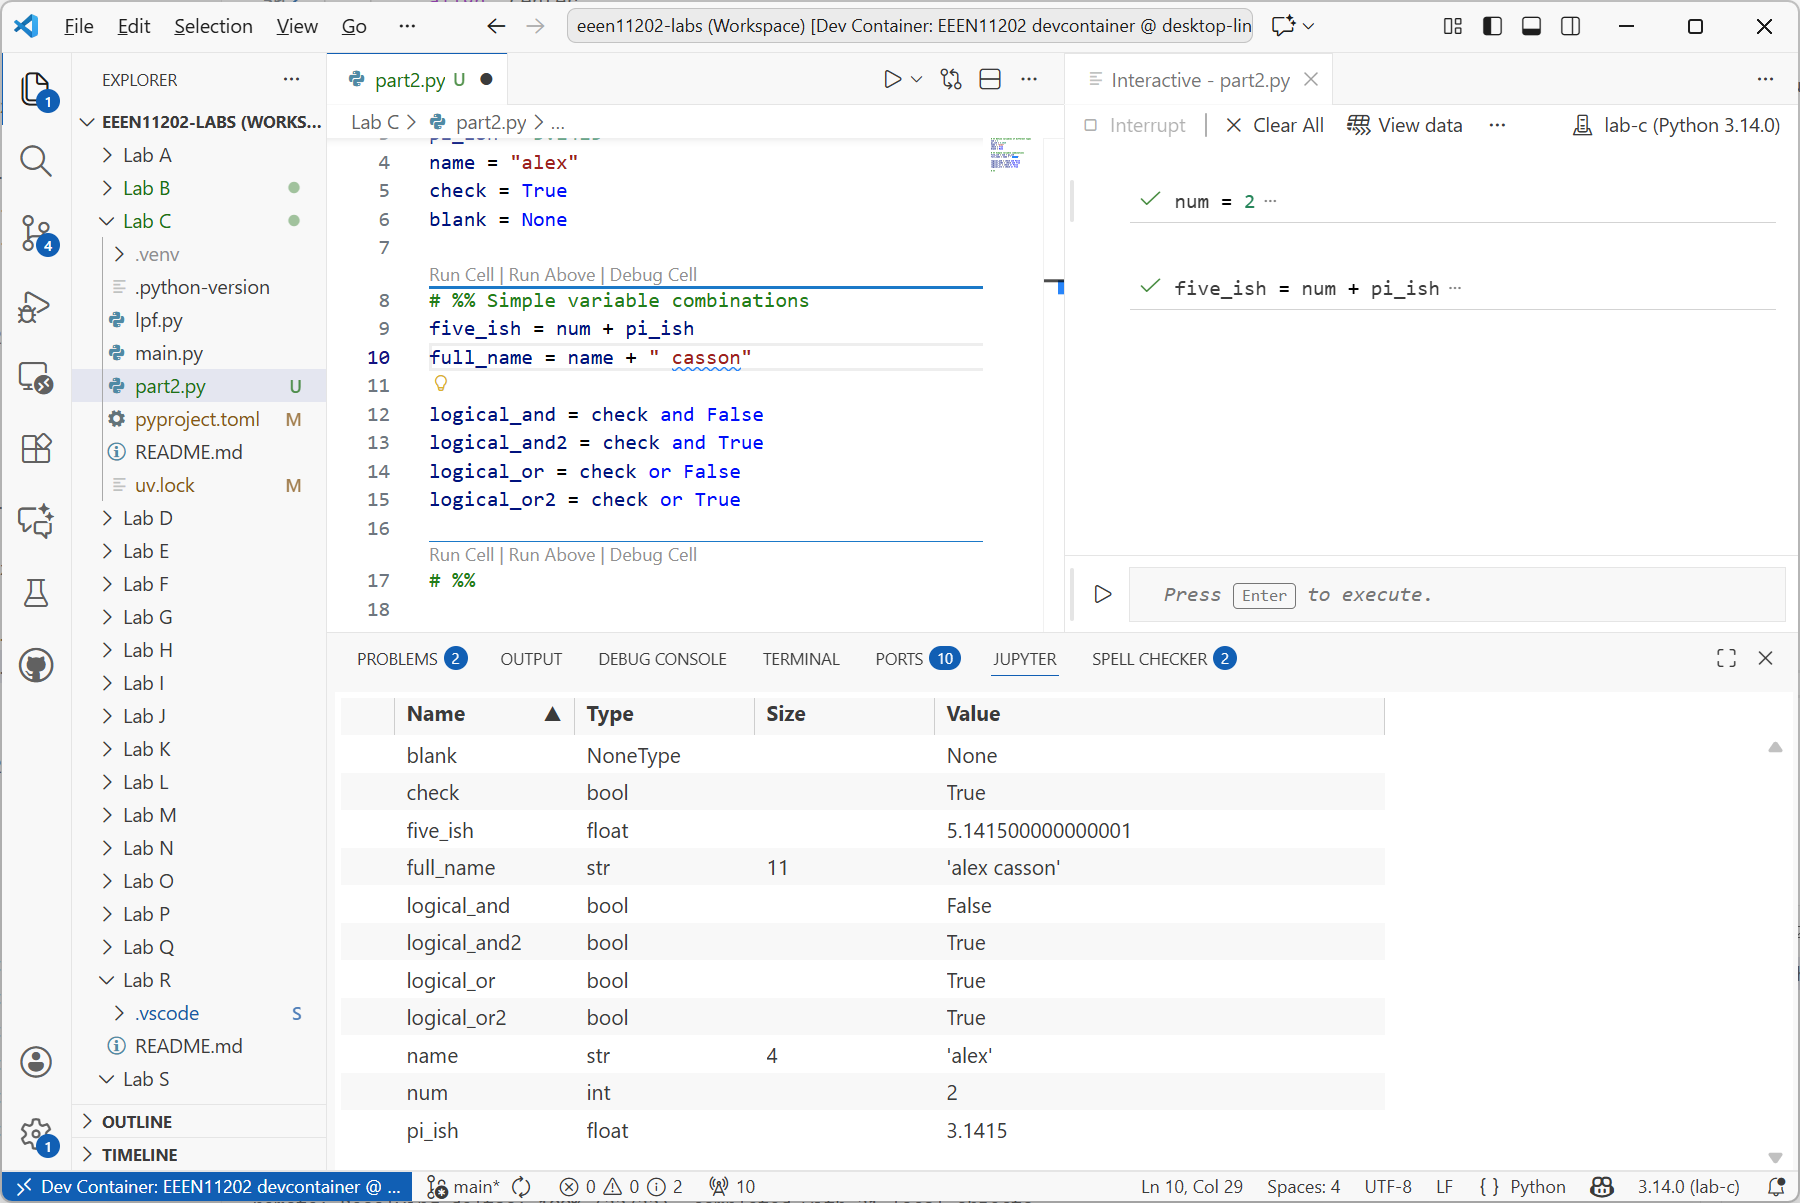 File Edit Selection View Go ··· eeen11202-labs (Workspace) [Dev Container: EEEN11202 devcontainer @ desktop-lin
EXPLORER ···
EEEN11202-LABS (WORKS...
Lab A
Lab B
Lab C
.venv
.python-version
lpf.py
main.py
part2.py U
pyproject.toml M
README.md
uv.lock M
Lab D
Lab E
Lab F
Lab G
Lab H
Lab I
Lab J
Lab K
Lab L
Lab M
Lab N
Lab O
Lab P
Lab Q
Lab R
.vscode S
README.md
Lab S
OUTLINE
TIMELINE
1
4
1
part2.py U
Lab C > part2.py > ...
4 name = "alex"
5 check = True
6 blank = None
7
Run Cell | Run Above | Debug Cell
8 # %% Simple variable combinations
9 five_ish = num + pi_ish
10 full_name = name + " casson"
11
12 logical_and = check and False
13 logical_and2 = check and True
14 logical_or = check or False
15 logical_or2 = check or True
16
Run Cell | Run Above | Debug Cell
17 # %%
18
Interactive - part2.py
Interrupt | Clear All View data ··· lab-c (Python 3.14.0)
num = 2 ···
five_ish = num + pi_ish ···
Press Enter to execute.
PROBLEMS 2 OUTPUT DEBUG CONSOLE TERMINAL PORTS 10 JUPYTER SPELL CHECKER 2
Name Type Size Value
blank NoneType None
check bool True
five_ish float 5.141500000000001
full_name str 11 'alex casson'
logical_and bool False
logical_and2 bool True
logical_or bool True
logical_or2 bool True
name str 4 'alex'
num int 2
pi_ish float 3.1415
Dev Container: EEEN11202 devcontainer @ ... main* 0 0 2 10 Ln 10, Col 29 Spaces: 4 UTF-8 LF { } Python 3.14.0 (lab-c)